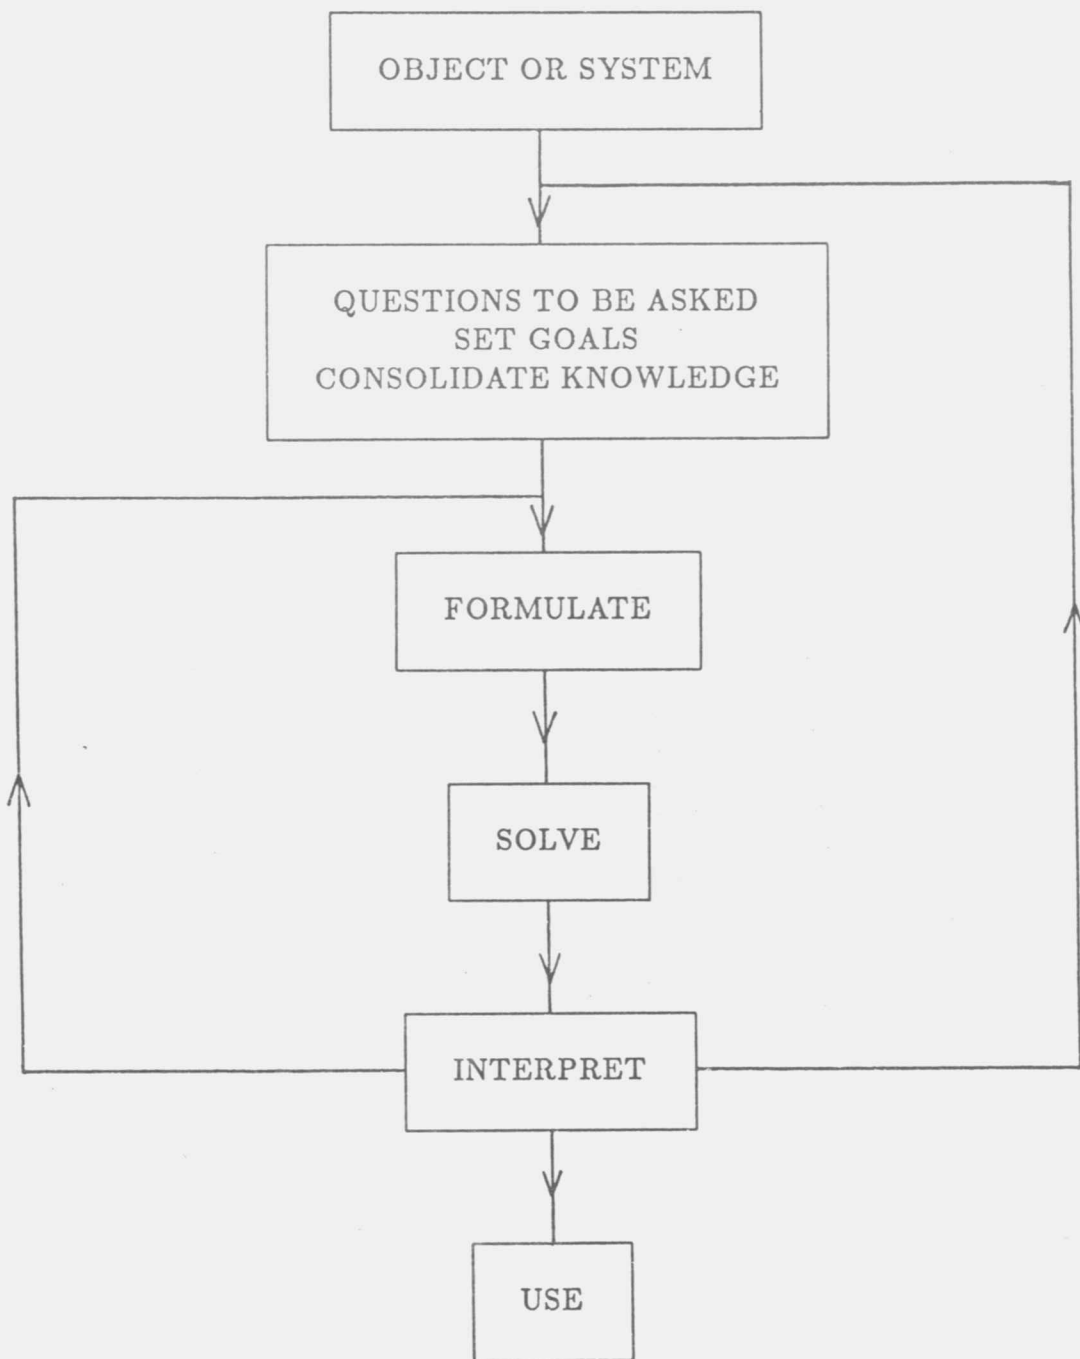 OBJECT OR SYSTEM
QUESTIONS TO BE ASKED
SET GOALS
CONSOLIDATE KNOWLEDGE
FORMULATE
SOLVE
INTERPRET
USE